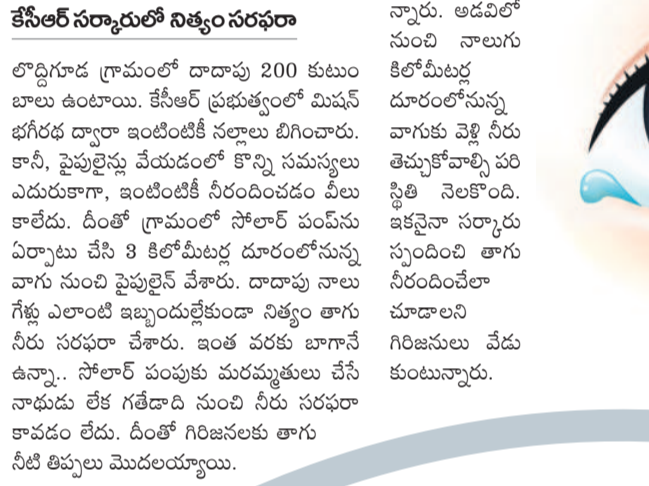 కేసీఆర్ సర్కారులో నిత్యం సరఫరా
లొద్దిగూడ గ్రామంలో దాదాపు 200 కుటుం
బాలు ఉంటాయి. కేసీఆర్ ప్రభుత్వంలో మిషన్
భగీరథ ద్వారా ఇంటింటికీ నల్లాలు బిగించారు.
కానీ, పైపులైన్లు వేయడంలో కొన్ని సమస్యలు
ఎదురుకాగా, ఇంటింటికీ నీరందించడం వీలు
కాలేదు. దీంతో గ్రామంలో సోలార్ పంప్‌ను
ఏర్పాటు చేసి 3 కిలోమీటర్ల దూరంలోనున్న
వాగు నుంచి పైపులైన్ వేశారు. దాదాపు నాలు
గేళ్లు ఎలాంటి ఇబ్బందుల్లేకుండా నిత్యం తాగు
నీరు సరఫరా చేశారు. ఇంత వరకు బాగానే
ఉన్నా.. సోలార్ పంపుకు మరమ్మతులు చేసే
నాథుడు లేక గతేడాది నుంచి నీరు సరఫరా
కావడం లేదు. దీంతో గిరిజనలకు తాగు
నీటి తిప్పలు మొదలయ్యాయి.
న్నారు. అడవిలో
నుంచి నాలుగు
కిలోమీటర్ల
దూరంలోనున్న
వాగుకు వెళ్లి నీరు
తెచ్చుకోవాల్సి పరి
స్థితి నెలకొంది.
ఇకనైనా సర్కారు
స్పందించి తాగు
నీరందించేలా
చూడాలని
గిరిజనులు వేడు
కుంటున్నారు.